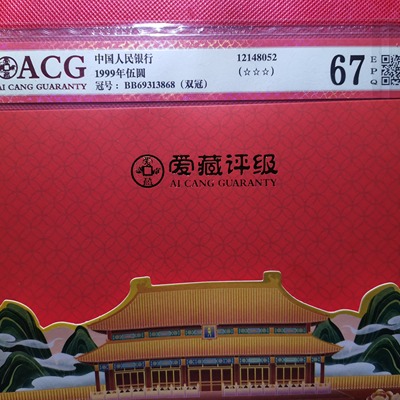 ACG
AI CANG GUARANTY
中国人民银行
1999年伍圆
冠号：BB69313868（双冠）
12148052
(☆☆☆)
67
EPQ
爱藏评级
AI CANG GUARANTY